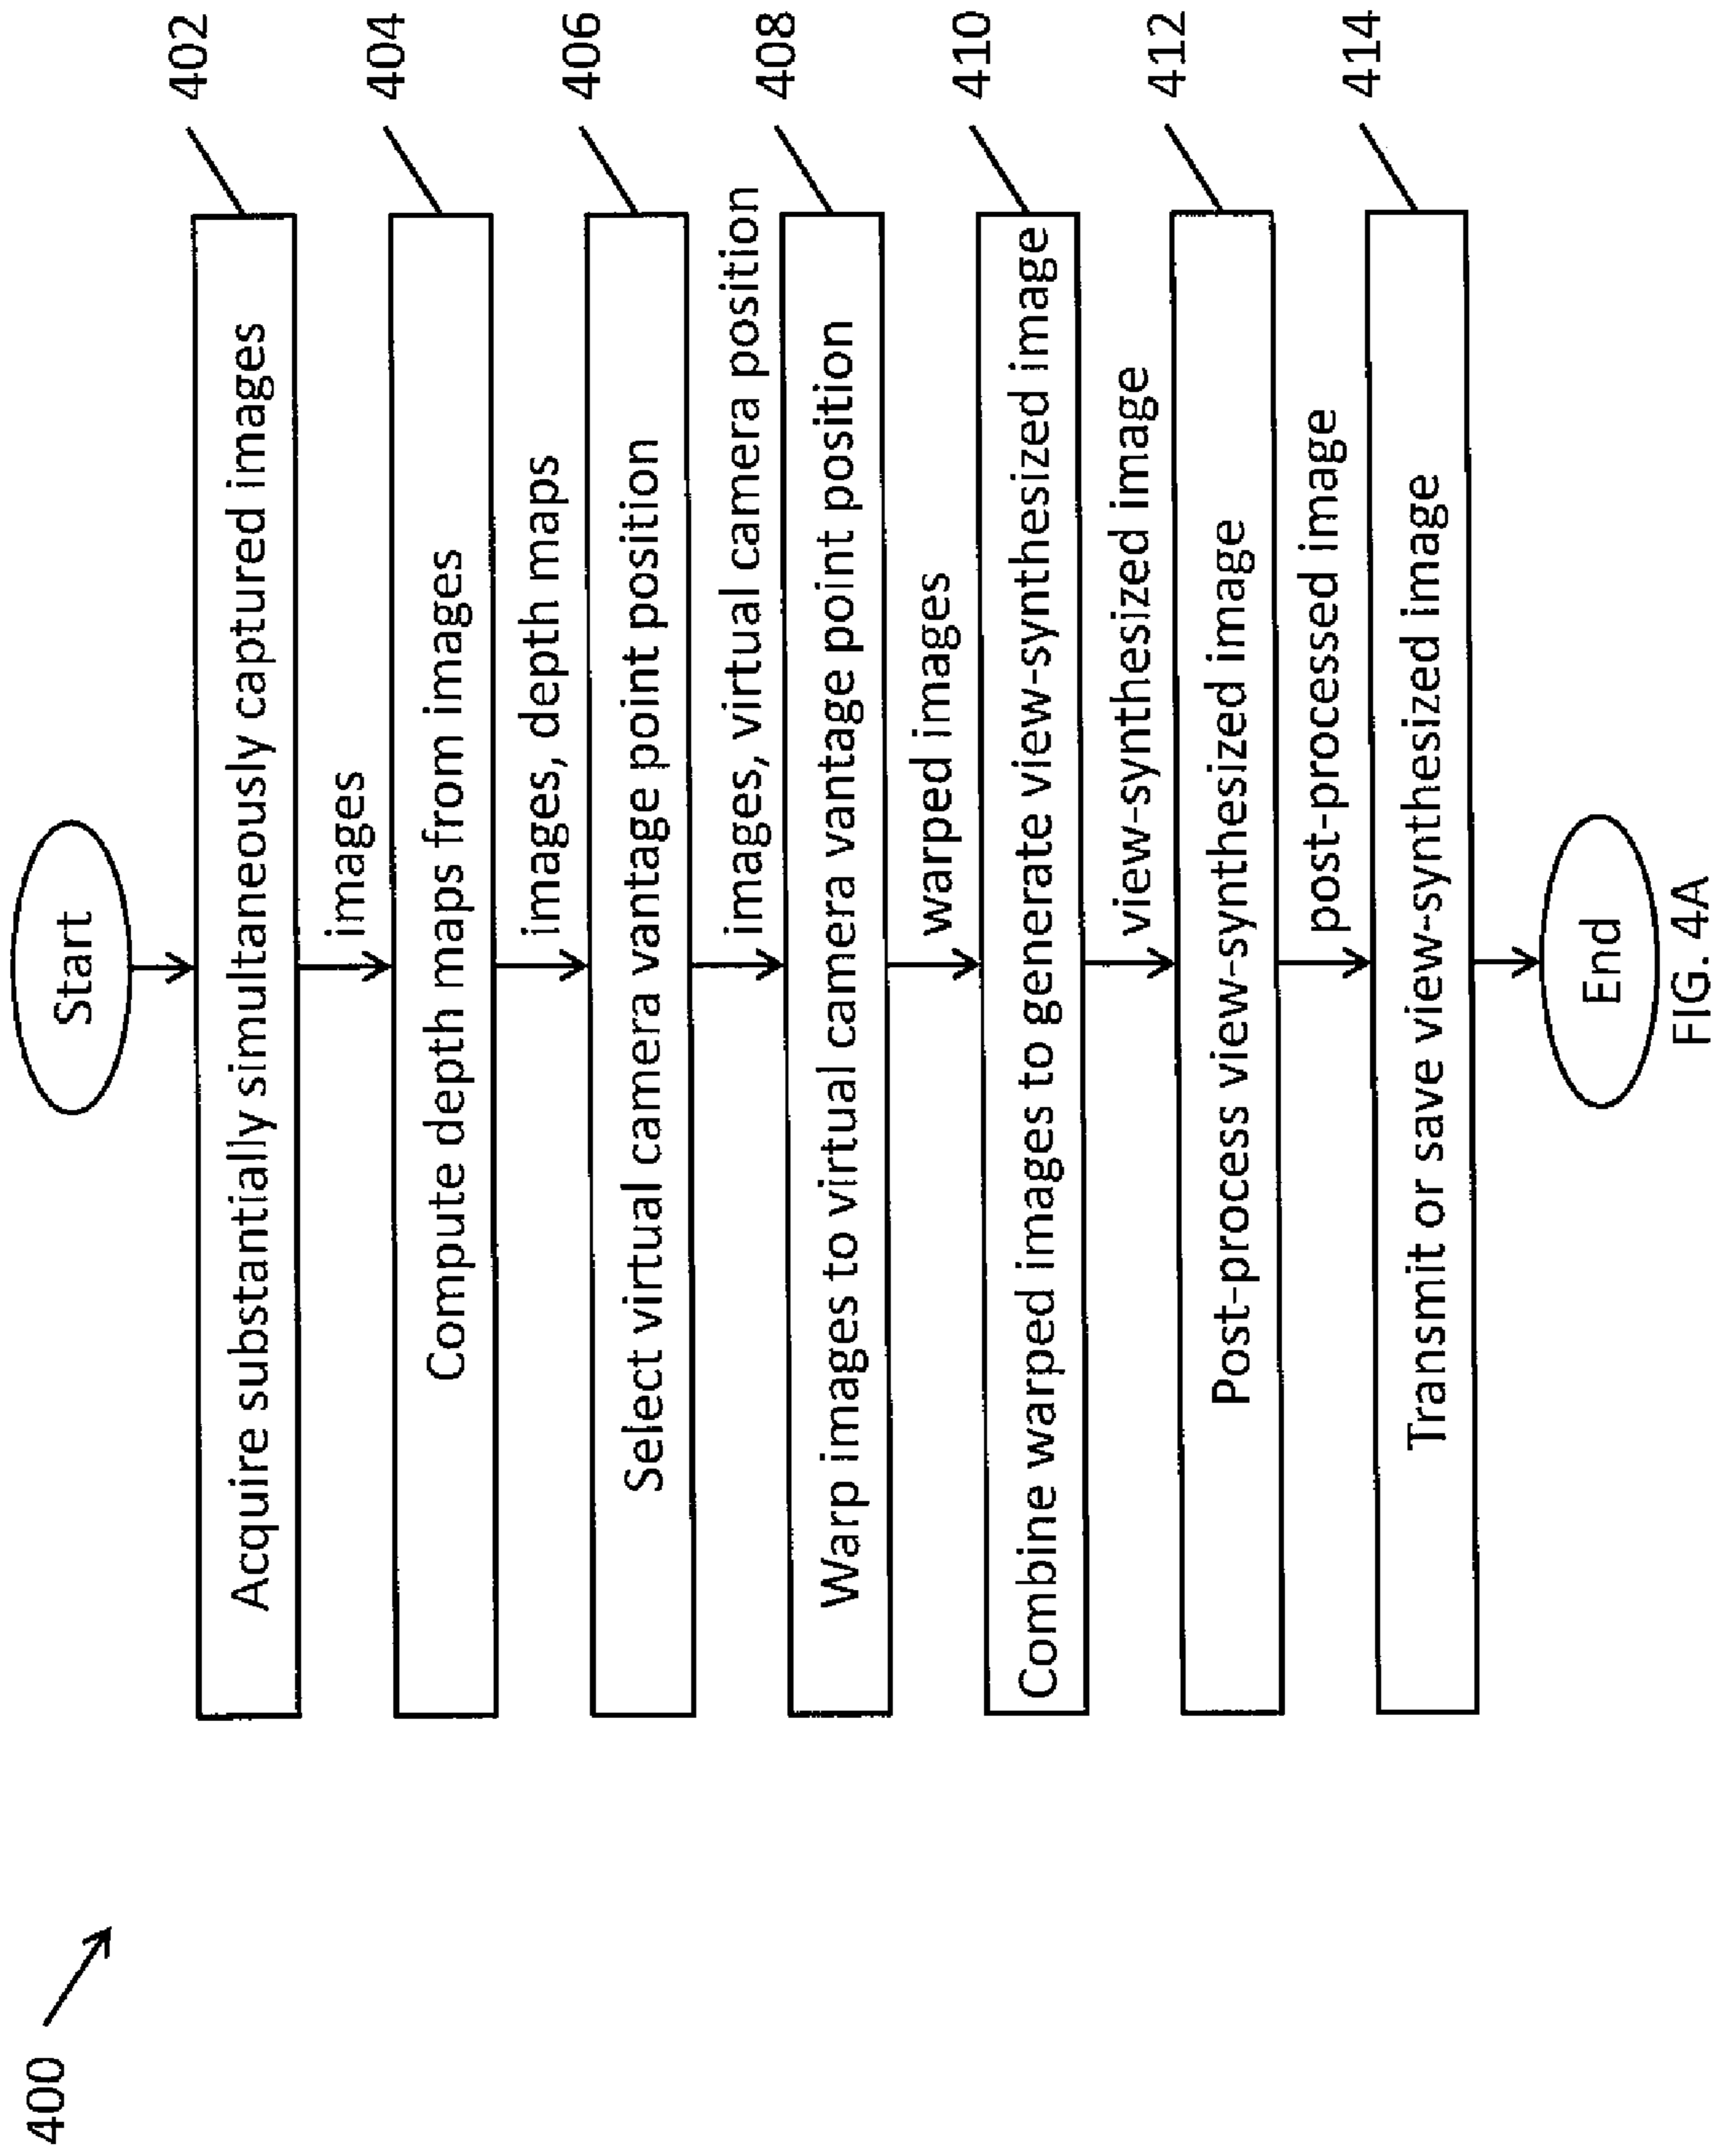 400
Start
402
Acquire substantially simultaneously captured images
images
404
Compute depth maps from images
images, depth maps
406
Select virtual camera vantage point position
images, virtual camera position
408
Warp images to virtual camera vantage point position
warped images
410
Combine warped images to generate view-synthesized image
view-synthesized image
412
Post-process view-synthesized image
post-processed image
414
Transmit or save view-synthesized image
End
FIG. 4A